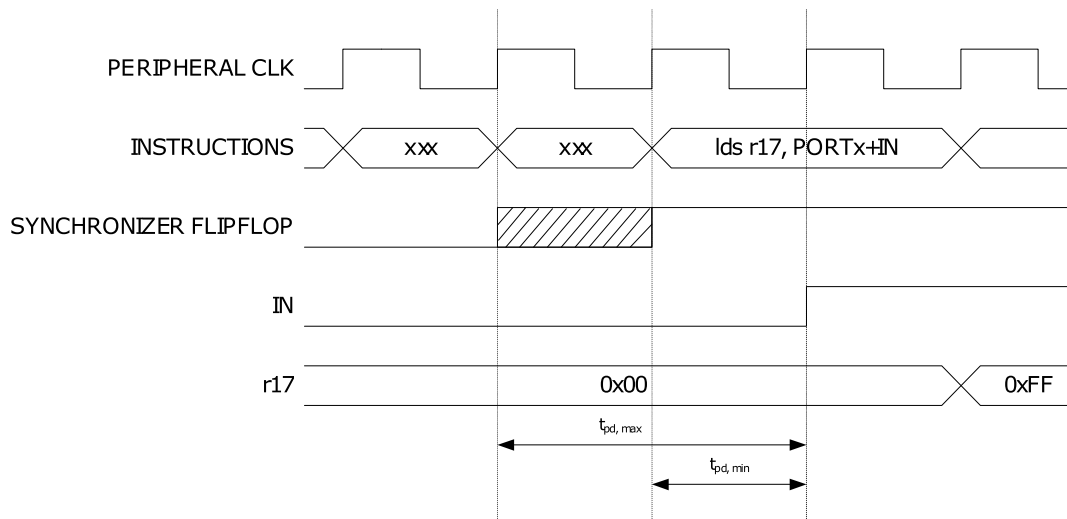 PERIPHERAL CLK
INSTRUCTIONS xxx xxx lds r17, PORTx+IN
SYNCHRONIZER FLIPFLOP
IN
r17 0x00 0xFF
tpd, max
tpd, min